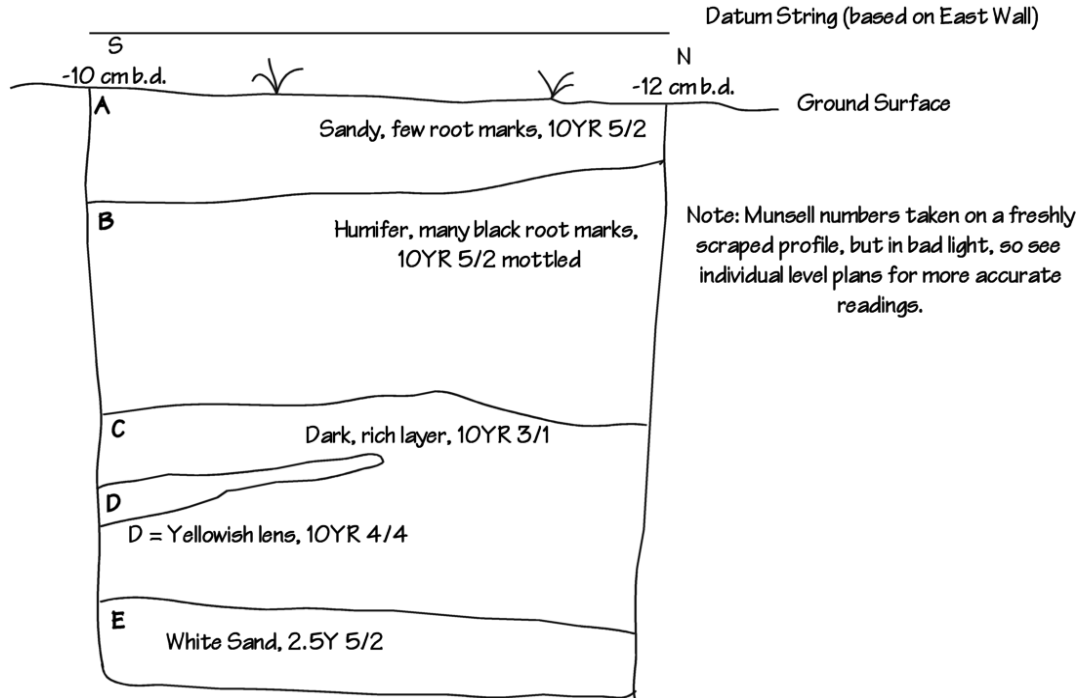 Datum String (based on East Wall)
S
N
-10 cm b.d.
-12 cm b.d.
Ground Surface
A
Sandy, few root marks, 10YR 5/2
B
Humifer, many black root marks,
10YR 5/2 mottled
Note: Munsell numbers taken on a freshly
scraped profile, but in bad light, so see
individual level plans for more accurate
readings.
C
Dark, rich layer, 10YR 3/1
D
D = Yellowish lens, 10YR 4/4
E
White Sand, 2.5Y 5/2